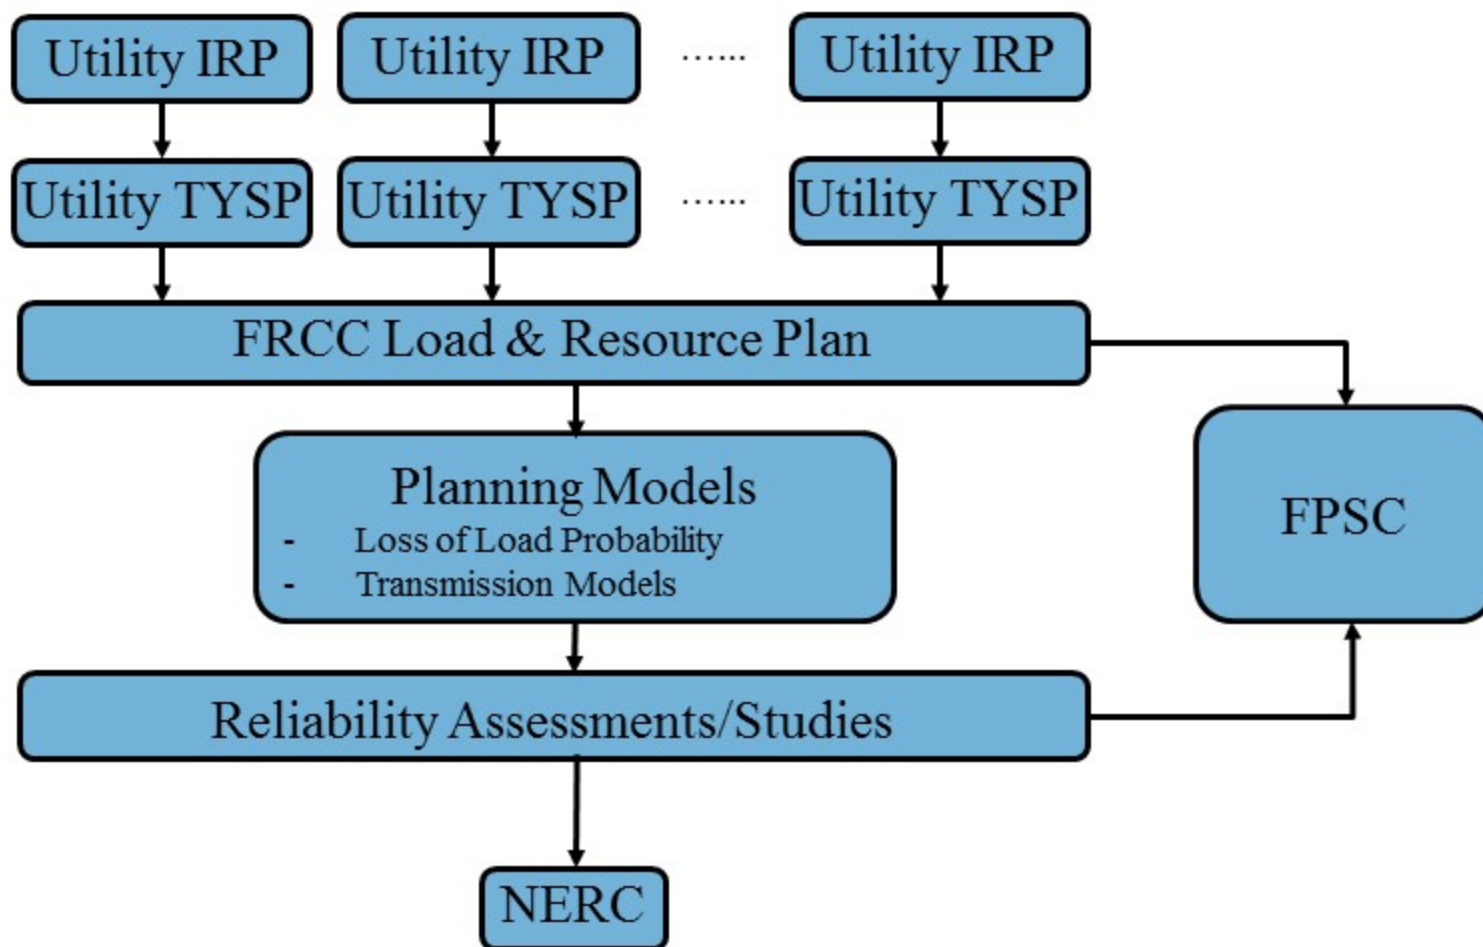 Utility IRP Utility IRP ...... Utility IRP
Utility TYSP Utility TYSP ...... Utility TYSP
FRCC Load & Resource Plan
Planning Models
- Loss of Load Probability
- Transmission Models
FPSC
Reliability Assessments/Studies
NERC